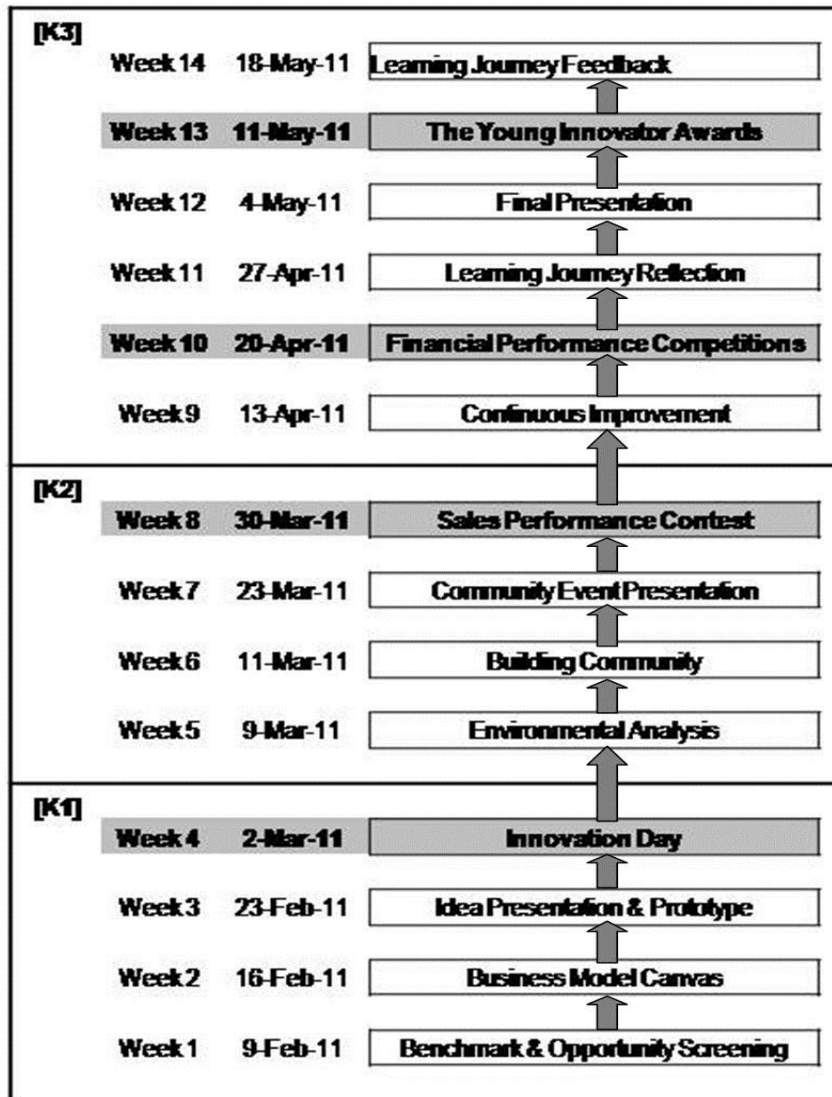 [K3]
Week 14 18-May-11 Learning Journey Feedback
Week 13 11-May-11 The Young Innovator Awards
Week 12 4-May-11 Final Presentation
Week 11 27-Apr-11 Learning Journey Reflection
Week 10 20-Apr-11 Financial Performance Competitions
Week 9 13-Apr-11 Continuous Improvement
[K2]
Week 8 30-Mar-11 Sales Performance Contest
Week 7 23-Mar-11 Community Event Presentation
Week 6 11-Mar-11 Building Community
Week 5 9-Mar-11 Environmental Analysis
[K1]
Week 4 2-Mar-11 Innovation Day
Week 3 23-Feb-11 Idea Presentation & Prototype
Week 2 16-Feb-11 Business Model Canvas
Week 1 9-Feb-11 Benchmark & Opportunity Screening